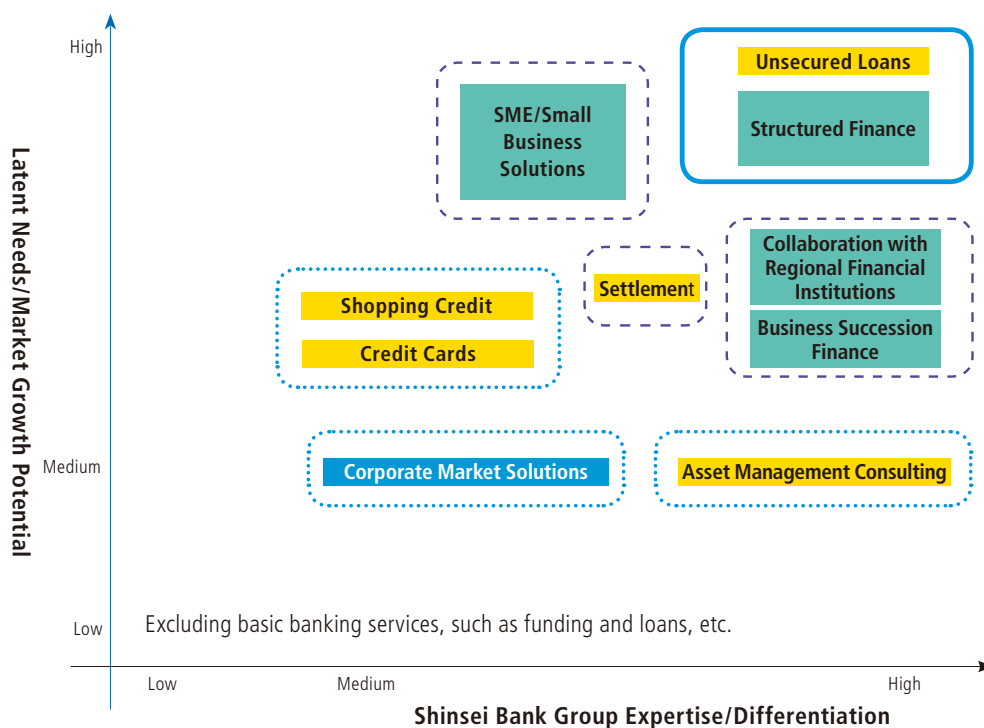 High
Unsecured Loans
SME/Small
Business
Solutions
Structured Finance
Latent Needs/Market Growth Potential
Collaboration with
Regional Financial
Institutions
Settlement
Shopping Credit
Business Succession
Finance
Credit Cards
Medium
Corporate Market Solutions
Asset Management Consulting
Low
Excluding basic banking services, such as funding and loans, etc.
Low
Medium
High
Shinsei Bank Group Expertise/Differentiation